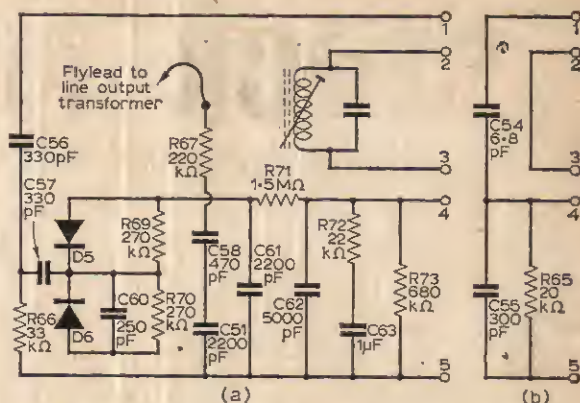 1
2
3
4
5
Flylead to
line output
transformer
C56
330pF
C57
330
pF
R67
220
kΩ
R71
1·5MΩ
R69
270
kΩ
D5
D6
C60
250
pF
R70
270
kΩ
R66
33
kΩ
C58
470
pF
C51
2200
pF
C61
2200
pF
C62
5000
pF
R72
22
kΩ
C63
1μF
R73
680
kΩ
(a)
1
2
3
4
5
C54
6·8
pF
C55
300
pF
R65
20
kΩ
(b)